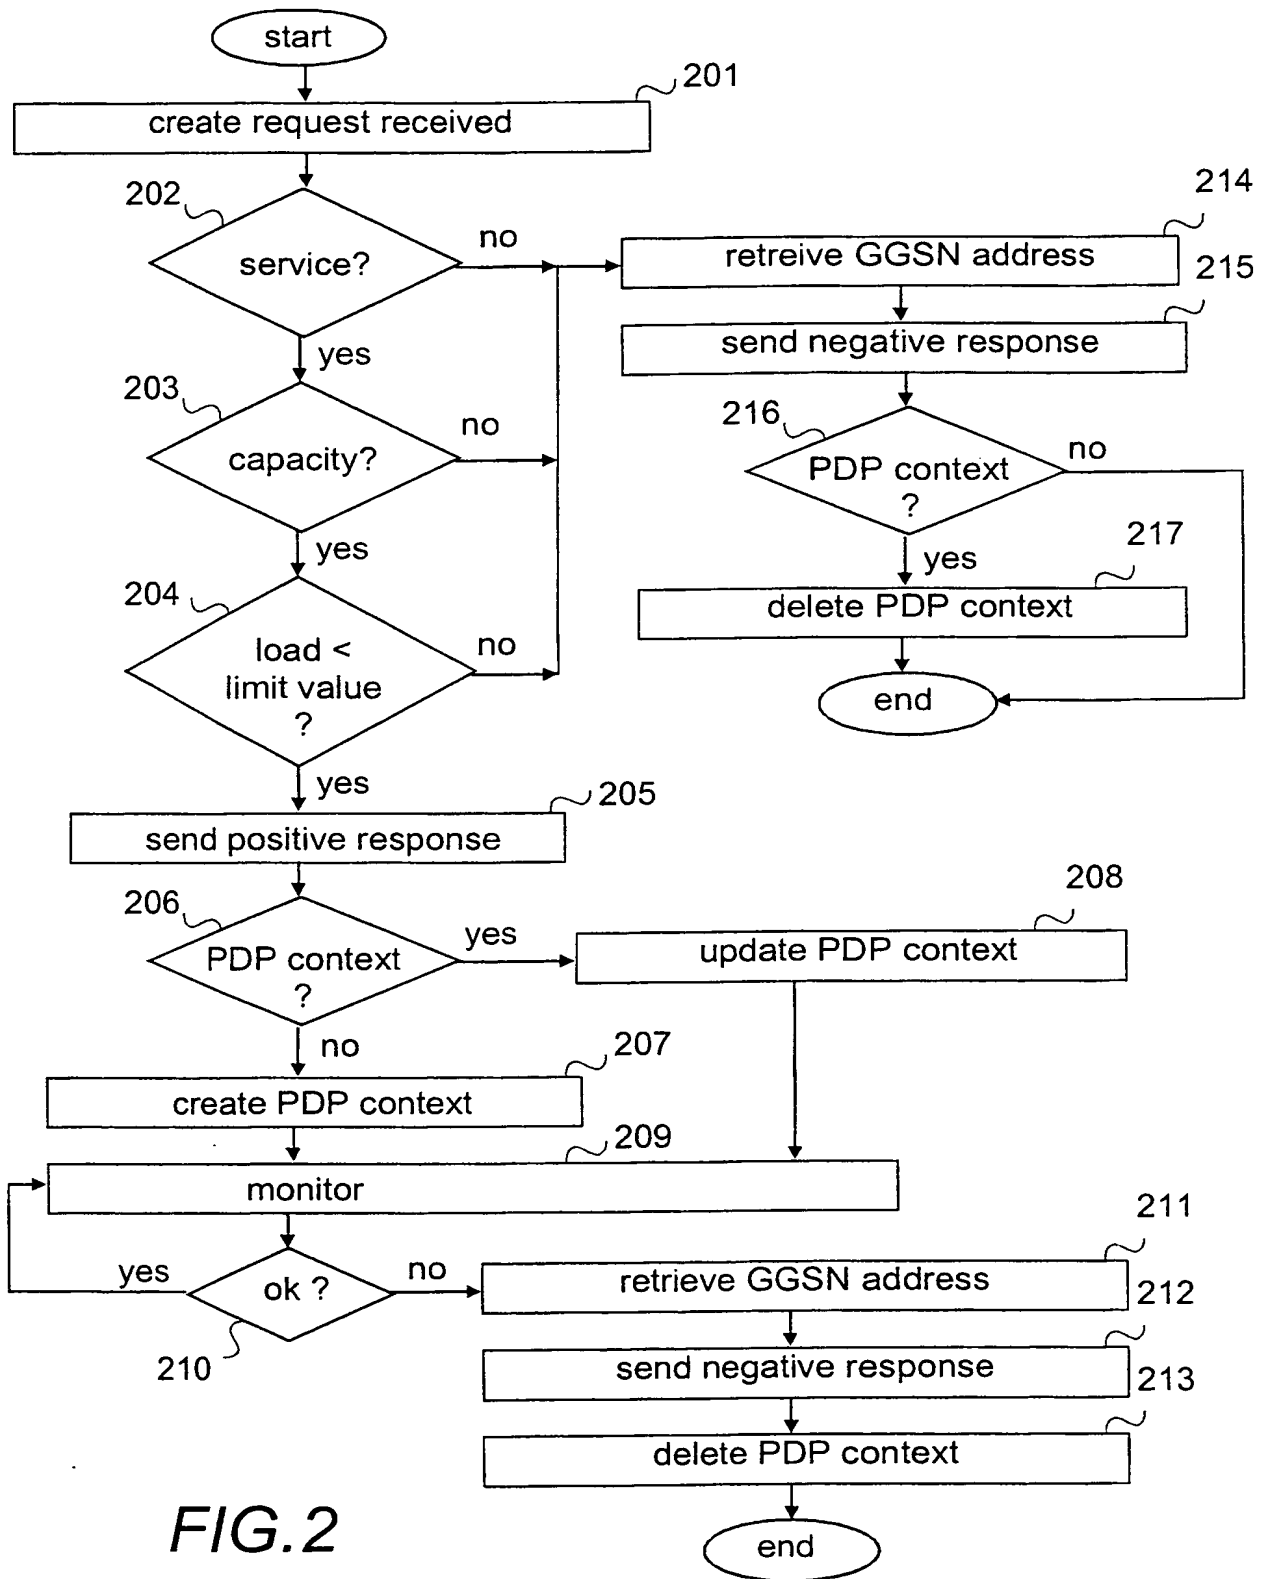 start
201
create request received
202
service?
no
yes
214
retreive GGSN address
215
send negative response
203
capacity?
no
yes
216
PDP context
?
no
yes
217
delete PDP context
end
204
load <
limit value
?
no
yes
205
send positive response
206
PDP context
?
yes
no
208
update PDP context
207
create PDP context
209
monitor
yes
ok ?
no
210
211
retrieve GGSN address
212
send negative response
213
delete PDP context
end
FIG.2